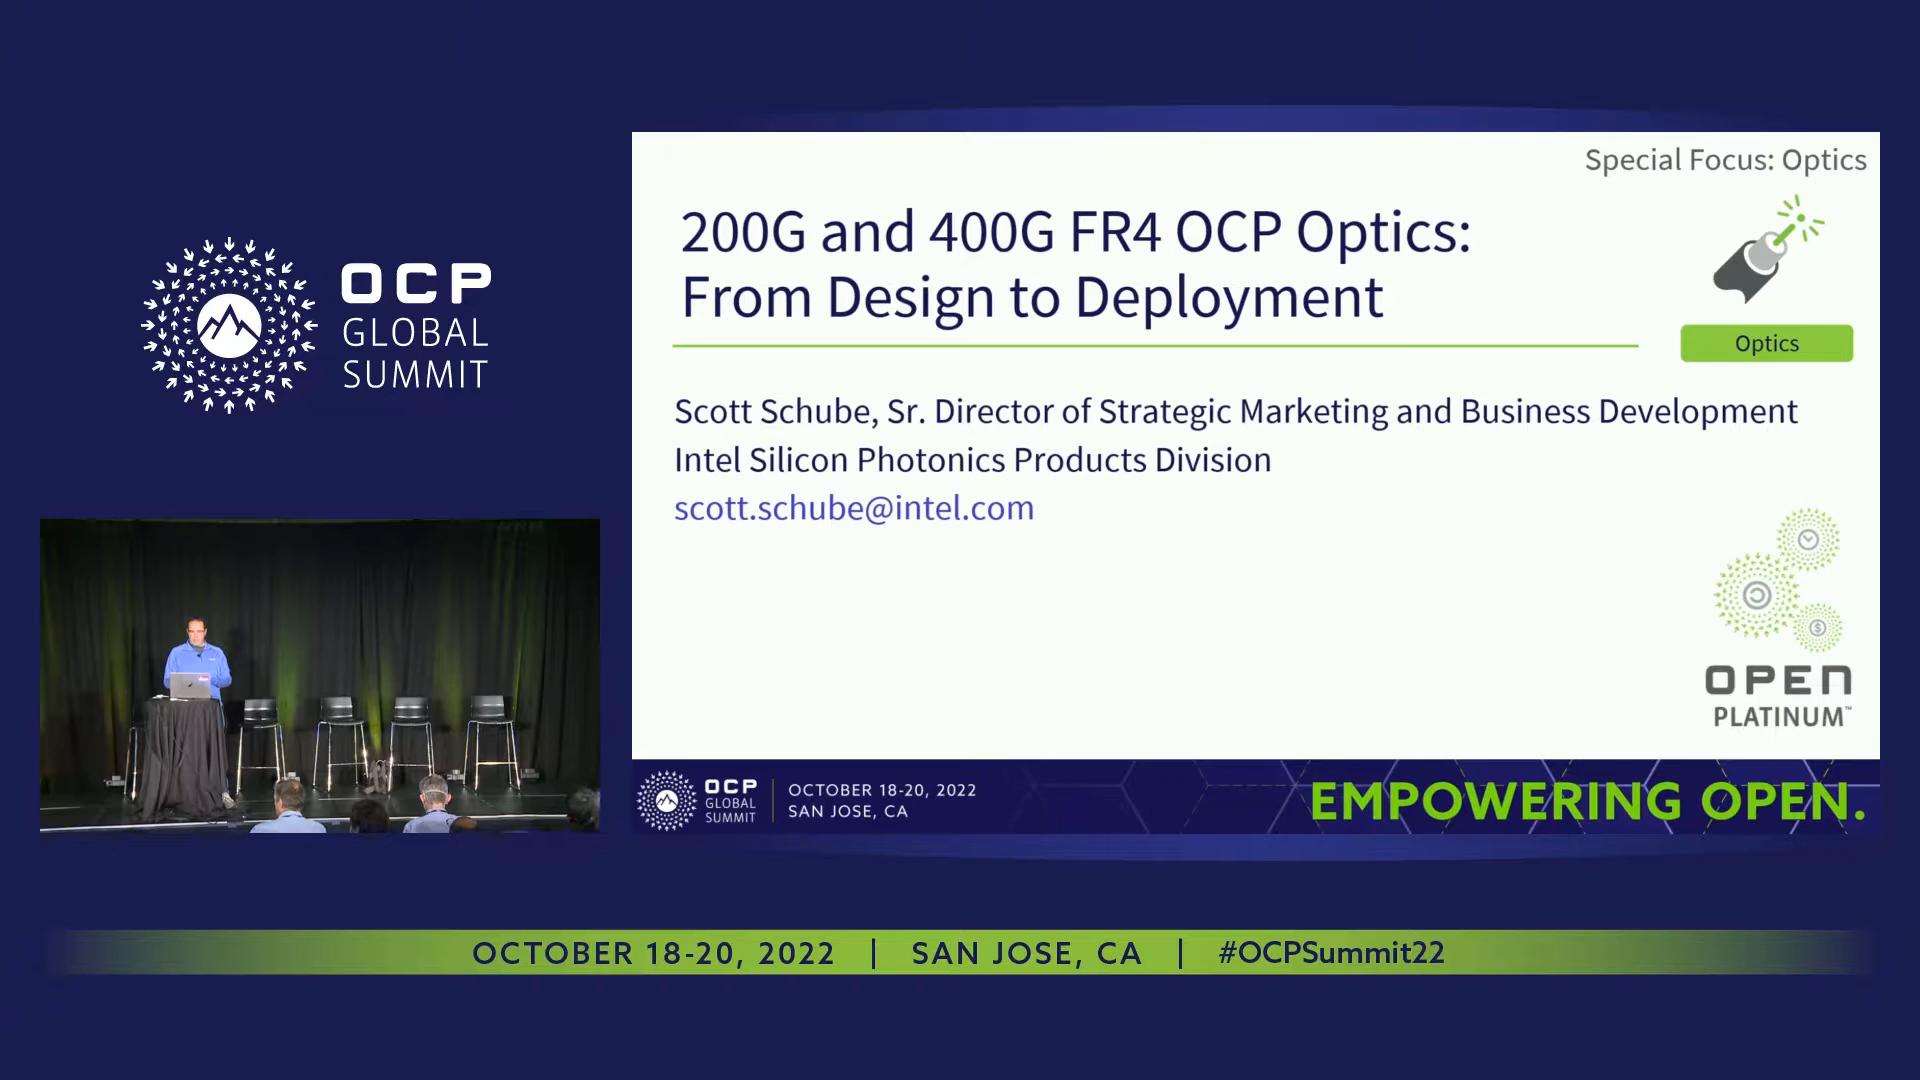 OCP
GLOBAL
SUMMIT
Special Focus: Optics
200G and 400G FR4 OCP Optics:
From Design to Deployment
Optics
Scott Schube, Sr. Director of Strategic Marketing and Business Development
Intel Silicon Photonics Products Division
scott.schube@intel.com
$
OPEN
PLATINUM™
OCP
GLOBAL
SUMMIT
OCTOBER 18-20, 2022
SAN JOSE, CA
EMPOWERING OPEN.
OCTOBER 18-20, 2022 | SAN JOSE, CA | #OCPSummit22